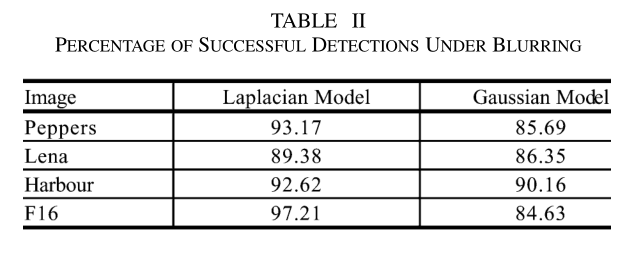 TABLE II
PERCENTAGE OF SUCCESSFUL DETECTIONS UNDER BLURRING
Image Laplacian Model Gaussian Model
Peppers 93.17 85.69
Lena 89.38 86.35
Harbour 92.62 90.16
F16 97.21 84.63